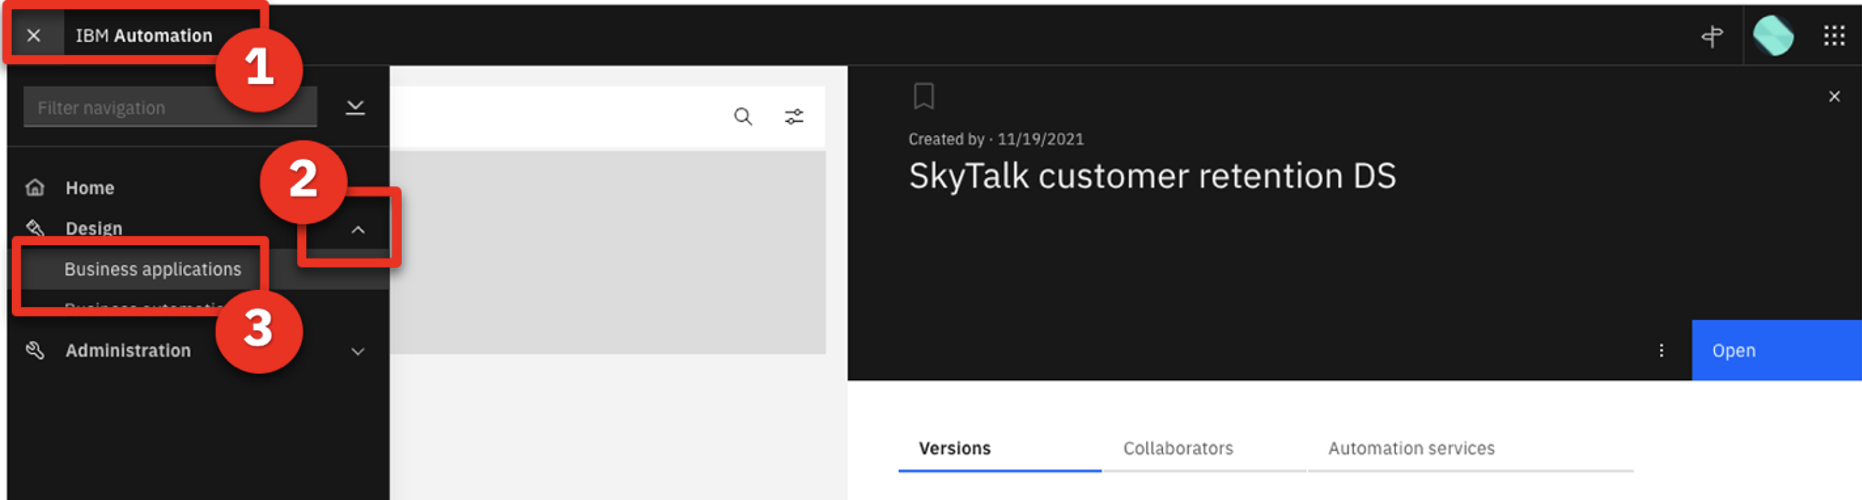 IBM Automation
1
Filter navigation
2
Home
Design
Business applications
3
Administration
Created by · 11/19/2021
SkyTalk customer retention DS
Open
Versions
Collaborators
Automation services